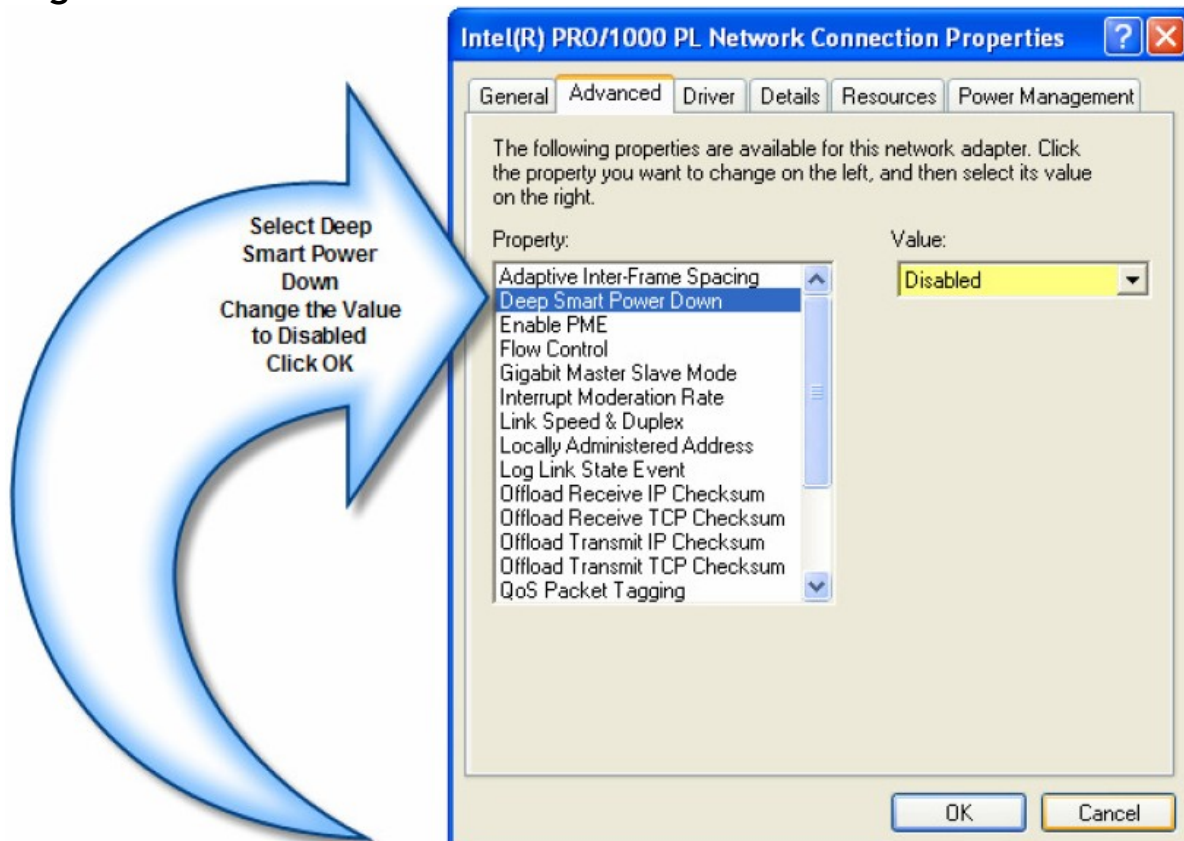 Intel(R) PRO/1000 PL Network Connection Properties
General Advanced Driver Details Resources Power Management
The following properties are available for this network adapter. Click
the property you want to change on the left, and then select its value
on the right.
Property:
Value:
Adaptive Inter-Frame Spacing
Deep Smart Power Down
Enable PME
Flow Control
Gigabit Master Slave Mode
Interrupt Moderation Rate
Link Speed & Duplex
Locally Administered Address
Log Link State Event
Offload Receive IP Checksum
Offload Receive TCP Checksum
Offload Transmit IP Checksum
Offload Transmit TCP Checksum
QoS Packet Tagging
Disabled
OK
Cancel
Select Deep
Smart Power
Down
Change the Value
to Disabled
Click OK